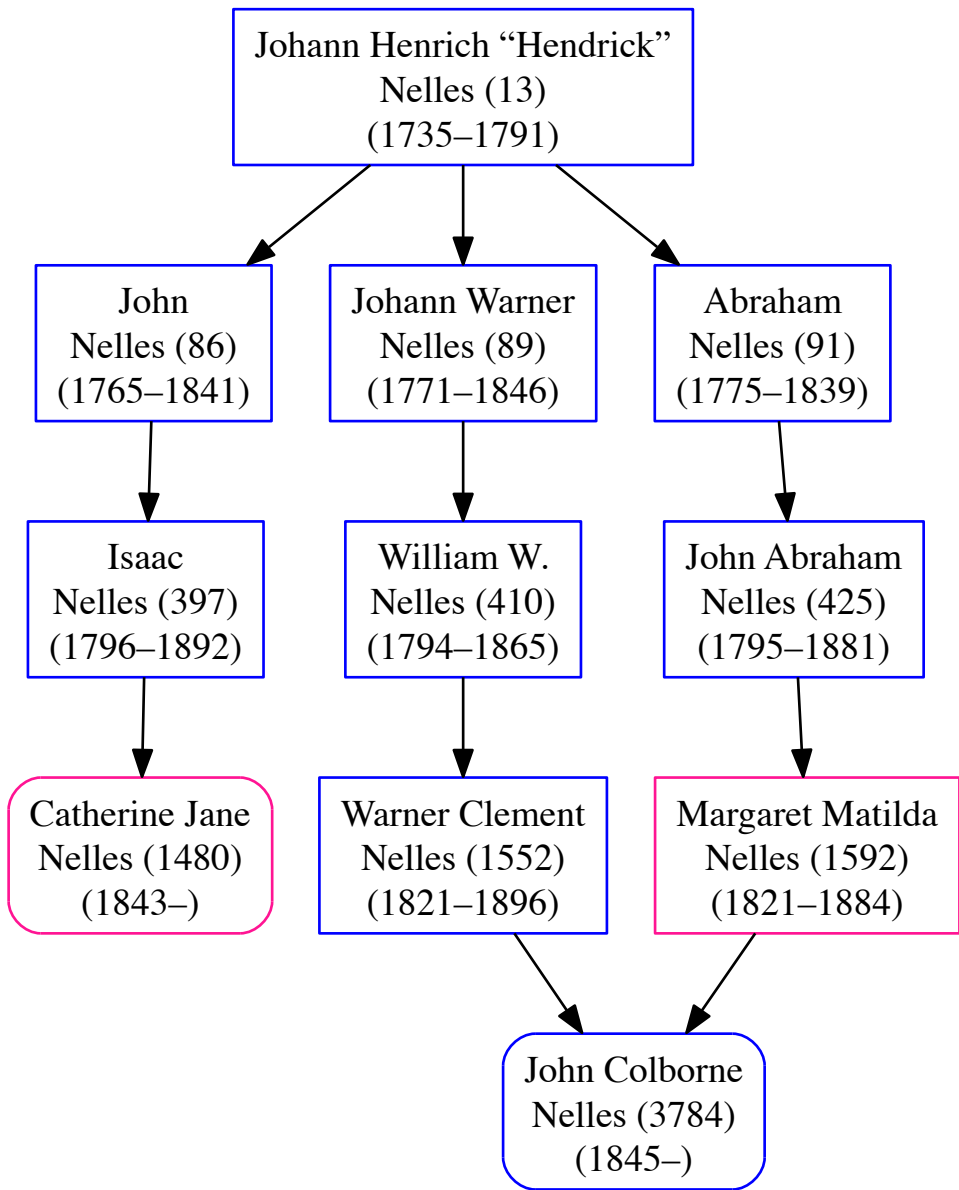 Johann Henrich “Hendrick”
Nelles (13)
(1735–1791)
John
Nelles (86)
(1765–1841)
Johann Warner
Nelles (89)
(1771–1846)
Abraham
Nelles (91)
(1775–1839)
Isaac
Nelles (397)
(1796–1892)
William W.
Nelles (410)
(1794–1865)
John Abraham
Nelles (425)
(1795–1881)
Catherine Jane
Nelles (1480)
(1843–)
Warner Clement
Nelles (1552)
(1821–1896)
Margaret Matilda
Nelles (1592)
(1821–1884)
John Colborne
Nelles (3784)
(1845–)